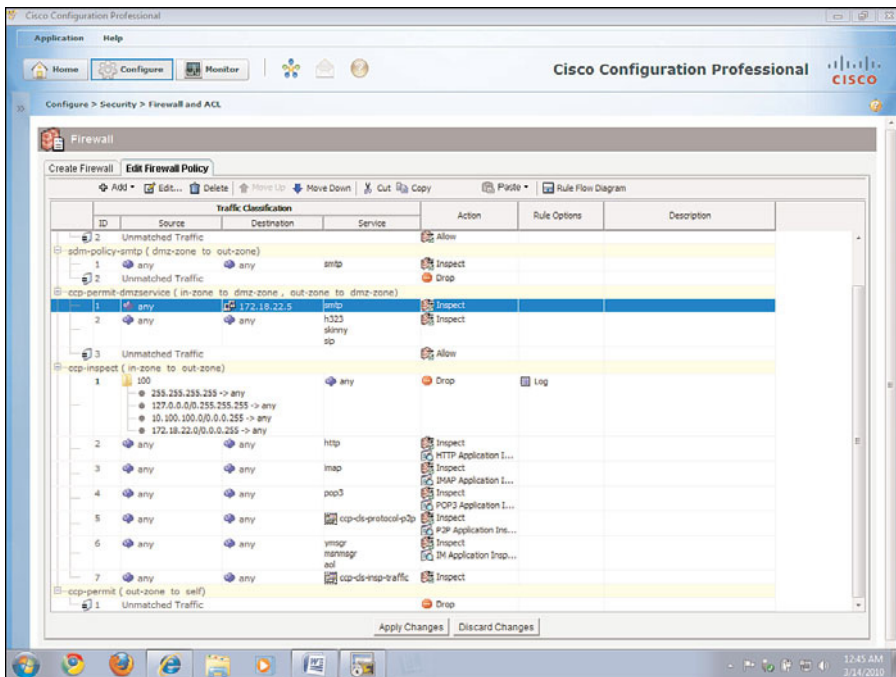 Cisco Configuration Professional
Application Help
Home Configure Monitor Cisco Configuration Professional CISCO
Configure > Security > Firewall and ACL
Firewall
Create Firewall Edit Firewall Policy
Add Edit... Delete Move Up Move Down Cut Copy Paste Rule Flow Diagram
Traffic Classification
ID Source Destination Service Action Rule Options Description
2 Unmatched Traffic Allow
sdm-policy-smtp ( dmz-zone to out-zone)
1 any any smtp Inspect
2 Unmatched Traffic Drop
ccp-permit-dmzservice ( in-zone to dmz-zone , out-zone to dmz-zone)
1 any 172.18.22.5 smtp Inspect
2 any any h323 Inspect
skinny
sip
3 Unmatched Traffic Allow
ccp-inspect ( in-zone to out-zone)
1 100 any Drop Log
255.255.255.255 -> any
127.0.0.0/0.255.255.255 -> any
10.100.100.0/0.0.0.255 -> any
172.18.22.0/0.0.0.255 -> any
2 any any http Inspect
HTTP Application I...
3 any any imap Inspect
IMAP Application I...
4 any any pop3 Inspect
POP3 Application I...
5 any any ccp-cls-protocol-p2p Inspect
P2P Application Ins...
6 any any ymsgr Inspect
msnmsgr IM Application Insp...
aol
7 any any ccp-cls-insp-traffic Inspect
ccp-permit ( out-zone to self)
1 Unmatched Traffic Drop
Apply Changes Discard Changes
12:45 AM
3/14/2010